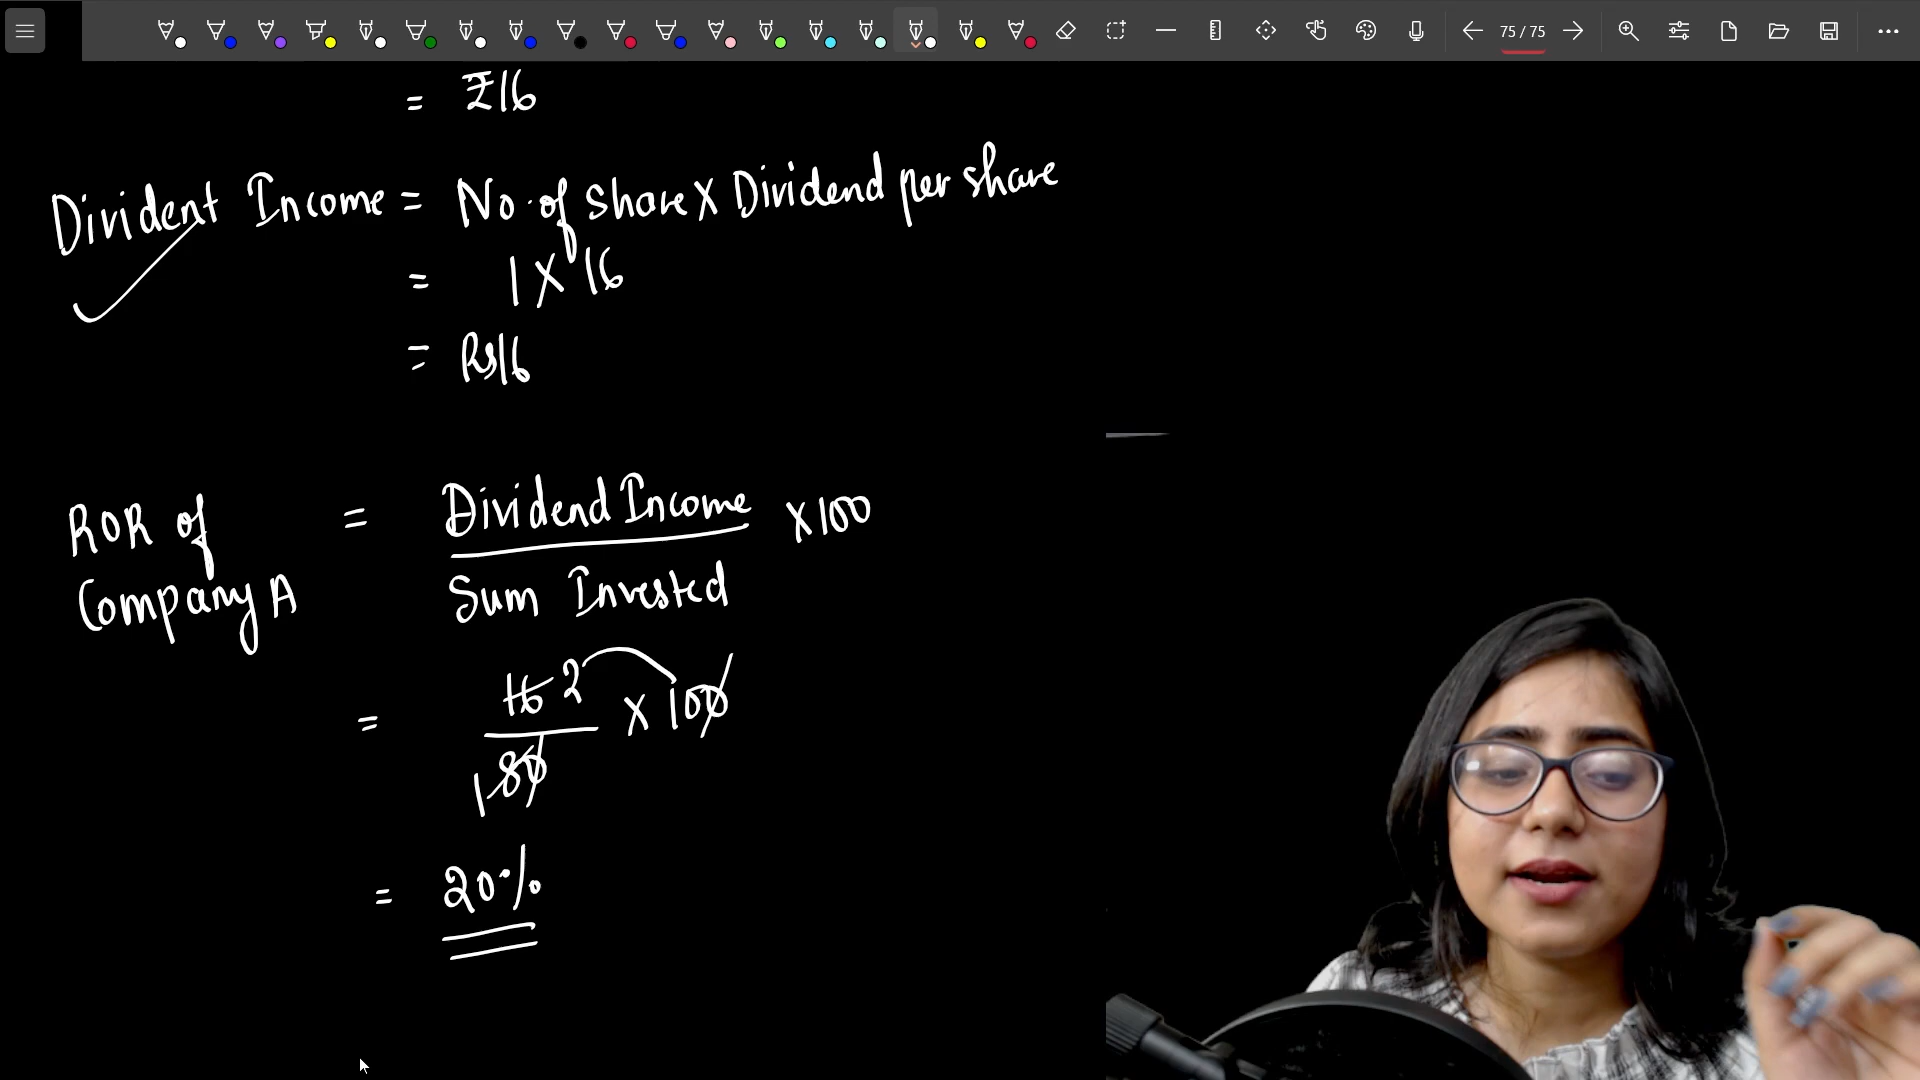 75 / 75
= ₹16
Divident Income = No. of share X Dividend per share
= 1 X 16
= Rs16
ROR of Company A = Dividend Income / Sum Invested X 100
= 16 2 / 1 80 X 100
= 20%